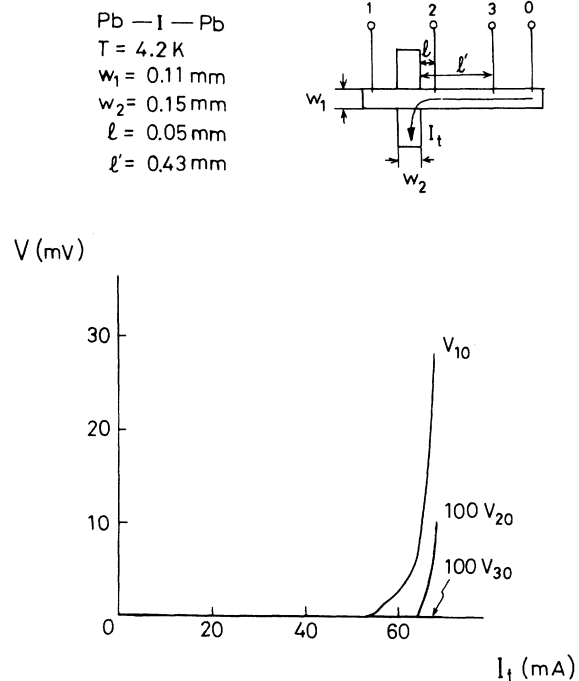 Pb — I — Pb
T = 4.2 K
w₁ = 0.11 mm
w₂ = 0.15 mm
ℓ = 0.05 mm
ℓ' = 0.43 mm
1 2 3 0
ℓ
ℓ'
w₁
Iₜ
w₂
V (mV)
30
20
10
0
20
40
60
V₁₀
100 V₂₀
100 V₃₀
Iₜ (mA)